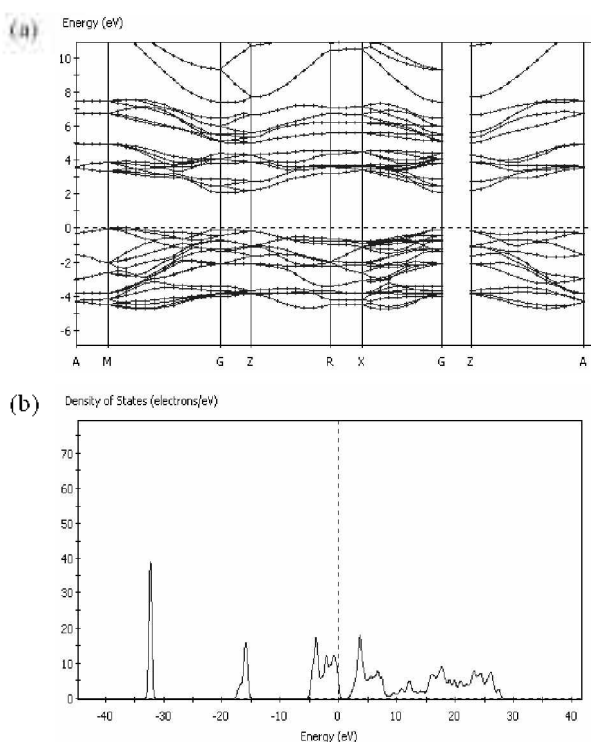 (a)
Energy (eV)
10
8
6
4
2
0
-2
-4
-6
A M G Z R X G Z A
(b)
Density of States (electrons/eV)
70
60
50
40
30
20
10
0
-40 -30 -20 -10 0 10 20 30 40
Energy (eV)